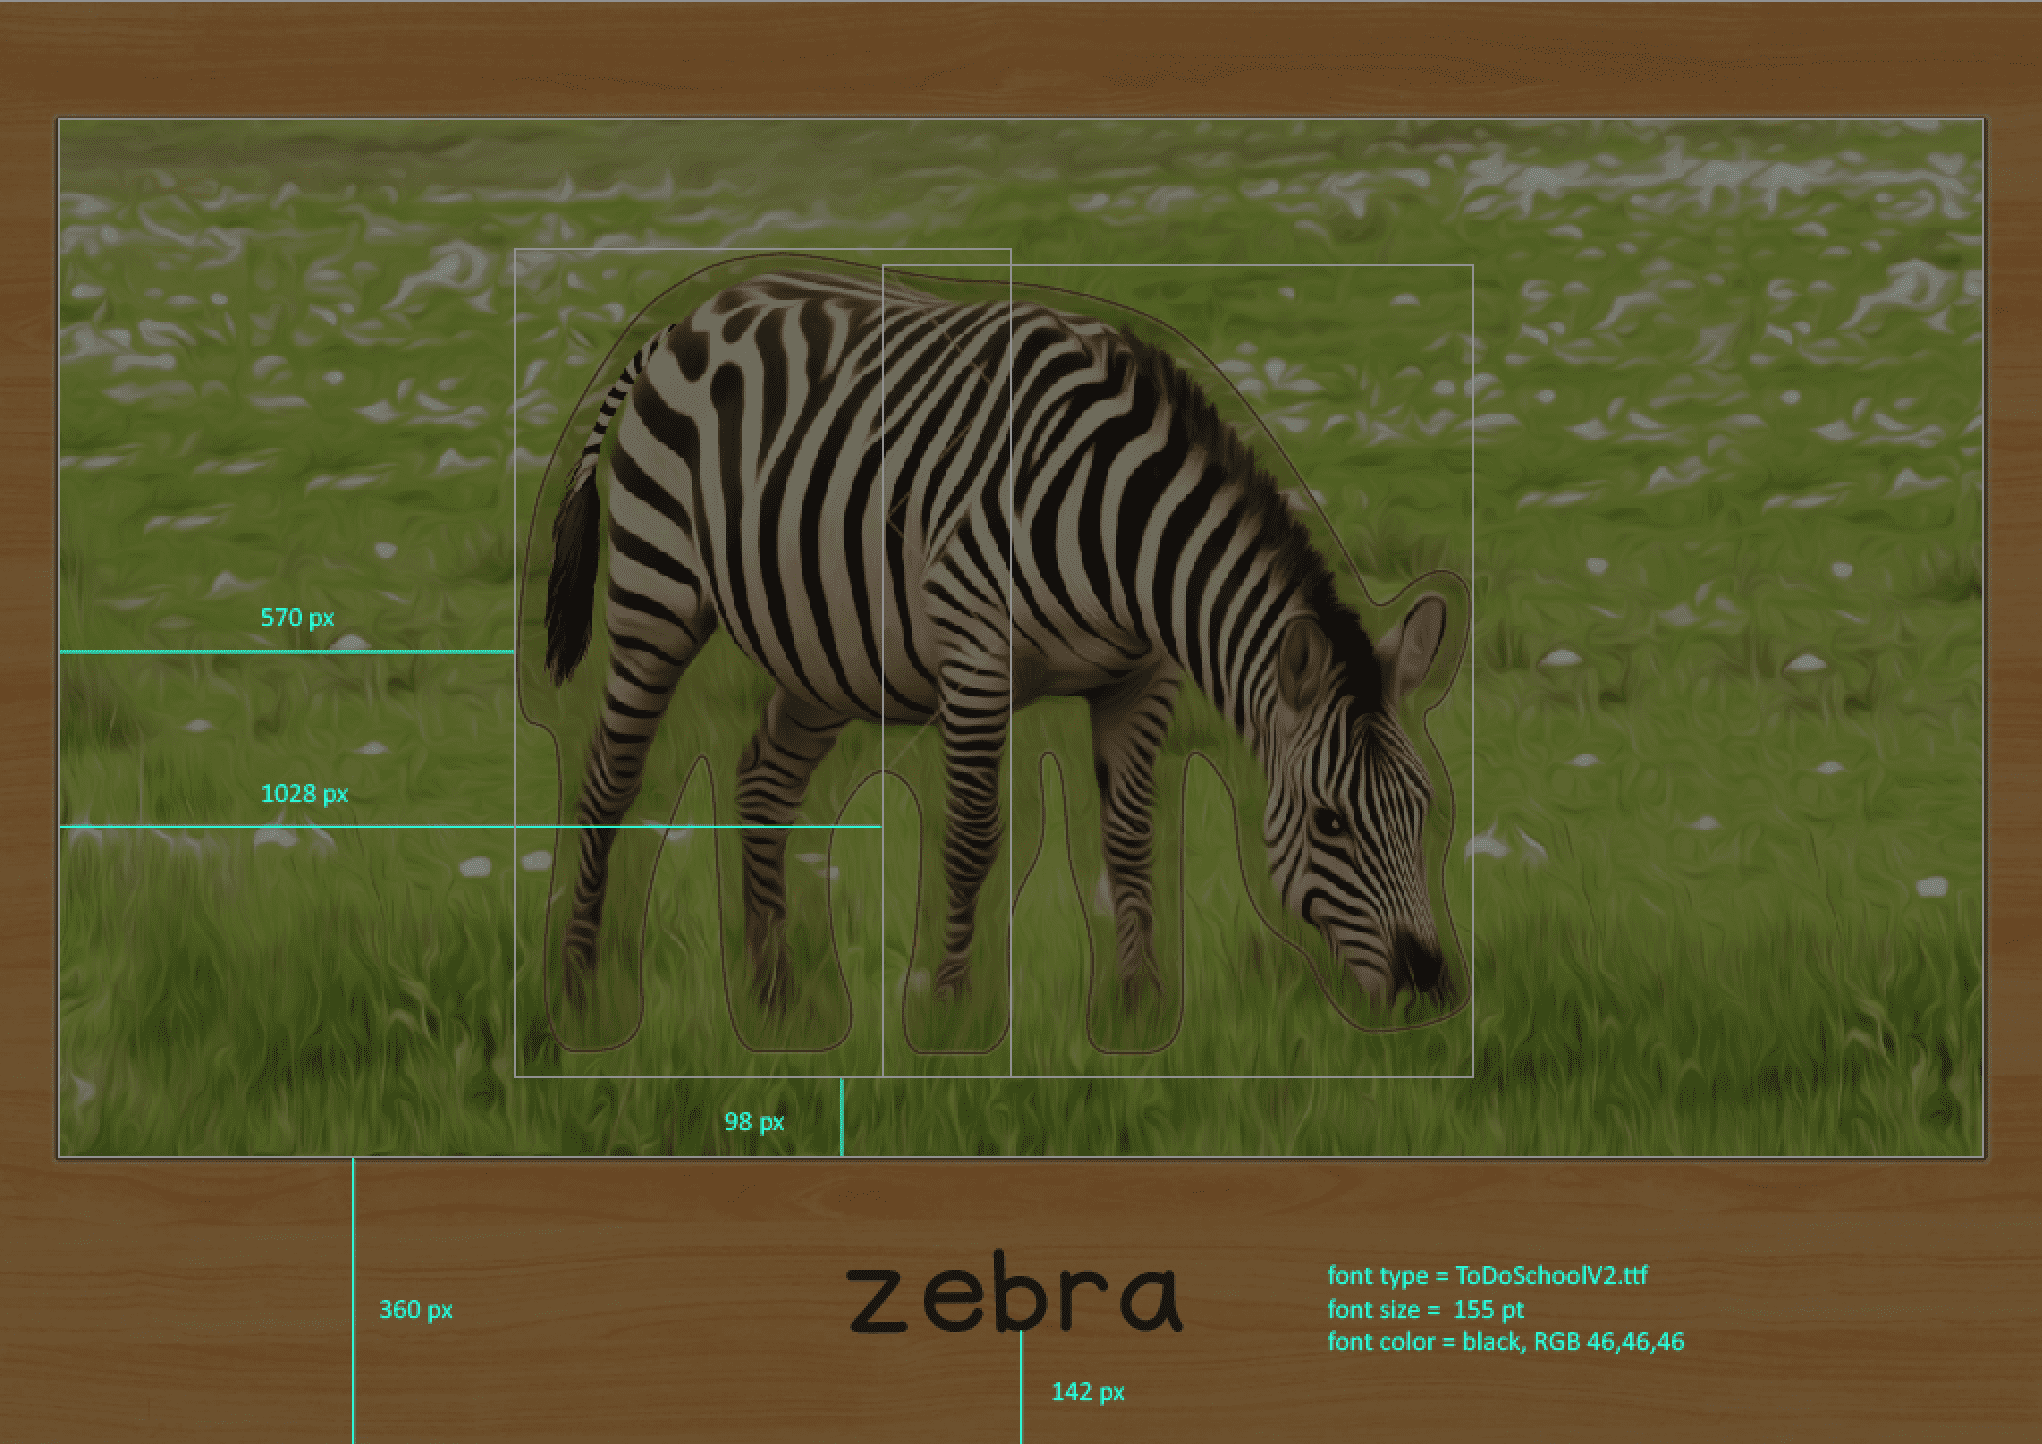 570 px
1028 px
98 px
zebra
font type = ToDoSchoolV2.ttf
font size =  155 pt
font color = black, RGB 46,46,46
360 px
142 px